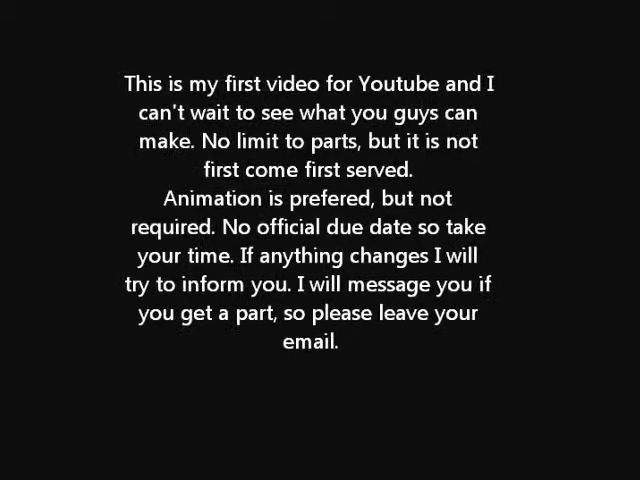 This is my first video for Youtube and I
can't wait to see what you guys can
make. No limit to parts, but it is not
first come first served.
Animation is prefered, but not
required. No official due date so take
your time. If anything changes I will
try to inform you. I will message you if
you get a part, so please leave your
email.